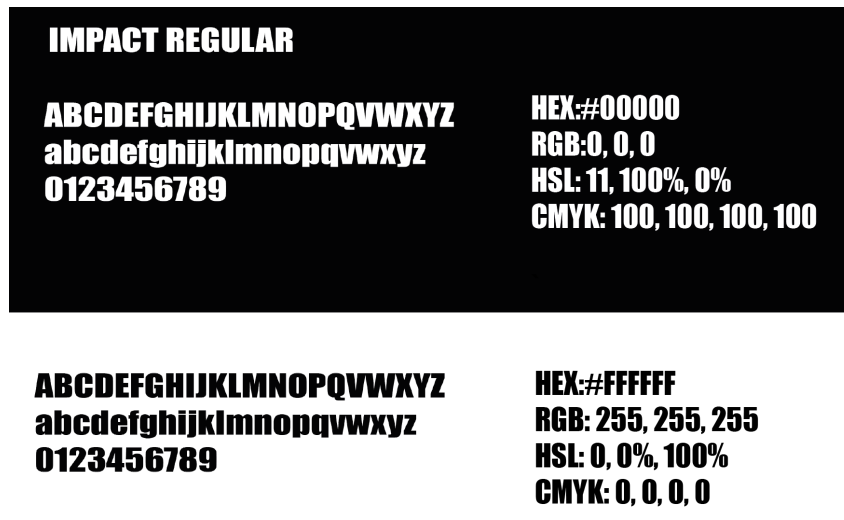 IMPACT REGULAR
ABCDEFGHIJKLMNOPQVWXYZ
abcdefghijklmnopqvwxyz
0123456789
HEX:#00000
RGB:0, 0, 0
HSL: 11, 100%, 0%
CMYK: 100, 100, 100, 100
ABCDEFGHIJKLMNOPQVWXYZ
abcdefghijklmnopqvwxyz
0123456789
HEX:#FFFFFF
RGB: 255, 255, 255
HSL: 0, 0%, 100%
CMYK: 0, 0, 0, 0